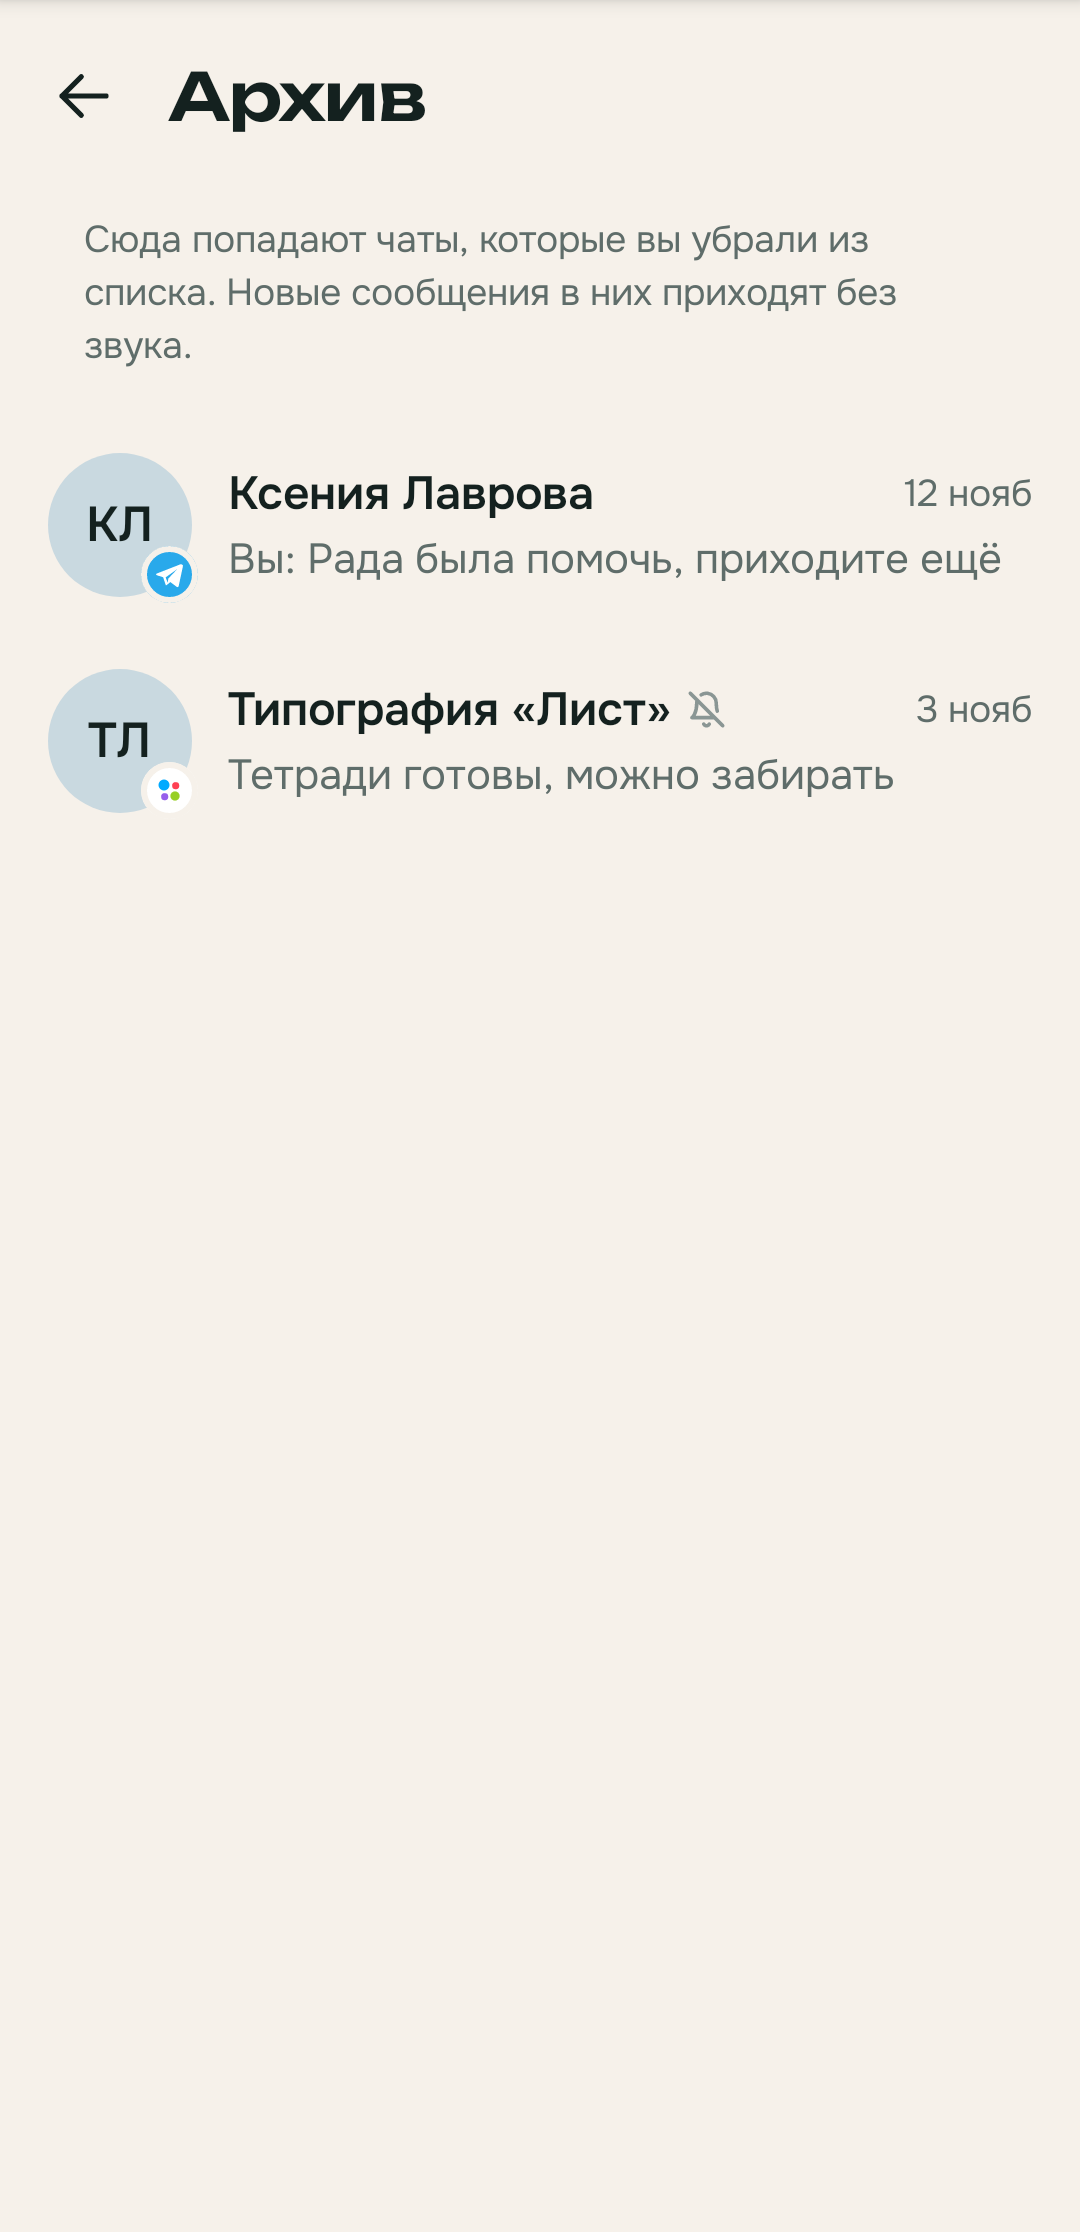 Архив
Сюда попадают чаты, которые вы убрали из
списка. Новые сообщения в них приходят без
звука.
КЛ
Ксения Лаврова
12 нояб
Вы: Рада была помочь, приходите ещё
ТЛ
Типография «Лист»
3 нояб
Тетради готовы, можно забирать